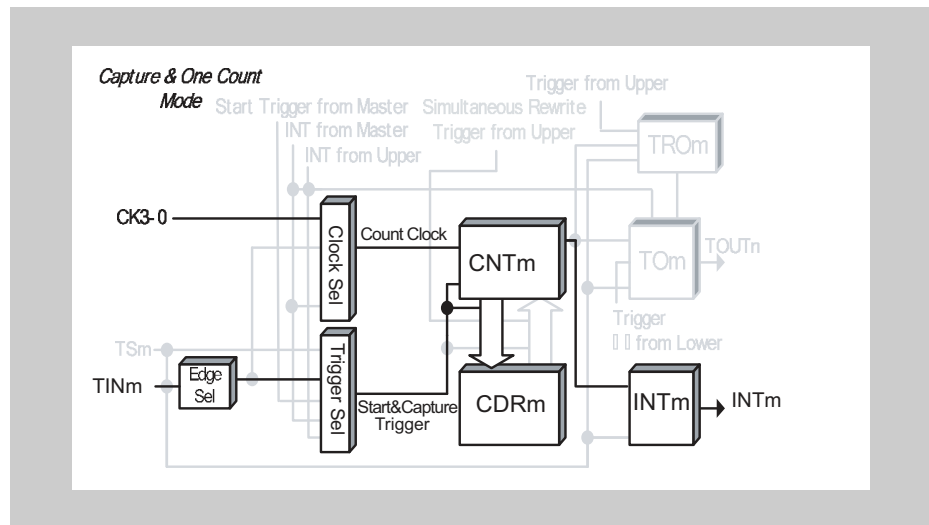 Capture & One Count
Mode
Trigger from Upper
Start Trigger from Master
Simultaneous Rewrite
INT from Master
Trigger from Upper
INT from Upper
TROm
CK3-0
Clock Sel
Count Clock
CNTm
TOm
TOUTn
Trigger
from Lower
TSm
TINm
Edge
Sel
Trigger Sel
Start&Capture
Trigger
CDRm
INTm
INTm